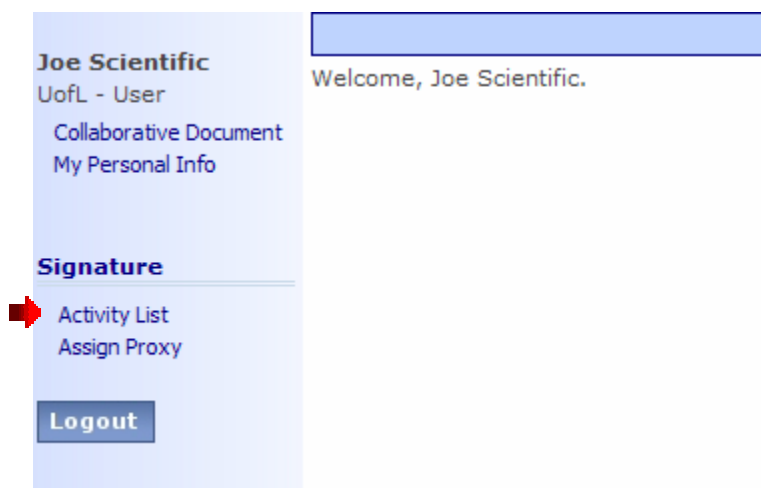 Joe Scientific
UofL - User
Collaborative Document
My Personal Info
Signature
Activity List
Assign Proxy
Logout
Welcome, Joe Scientific.